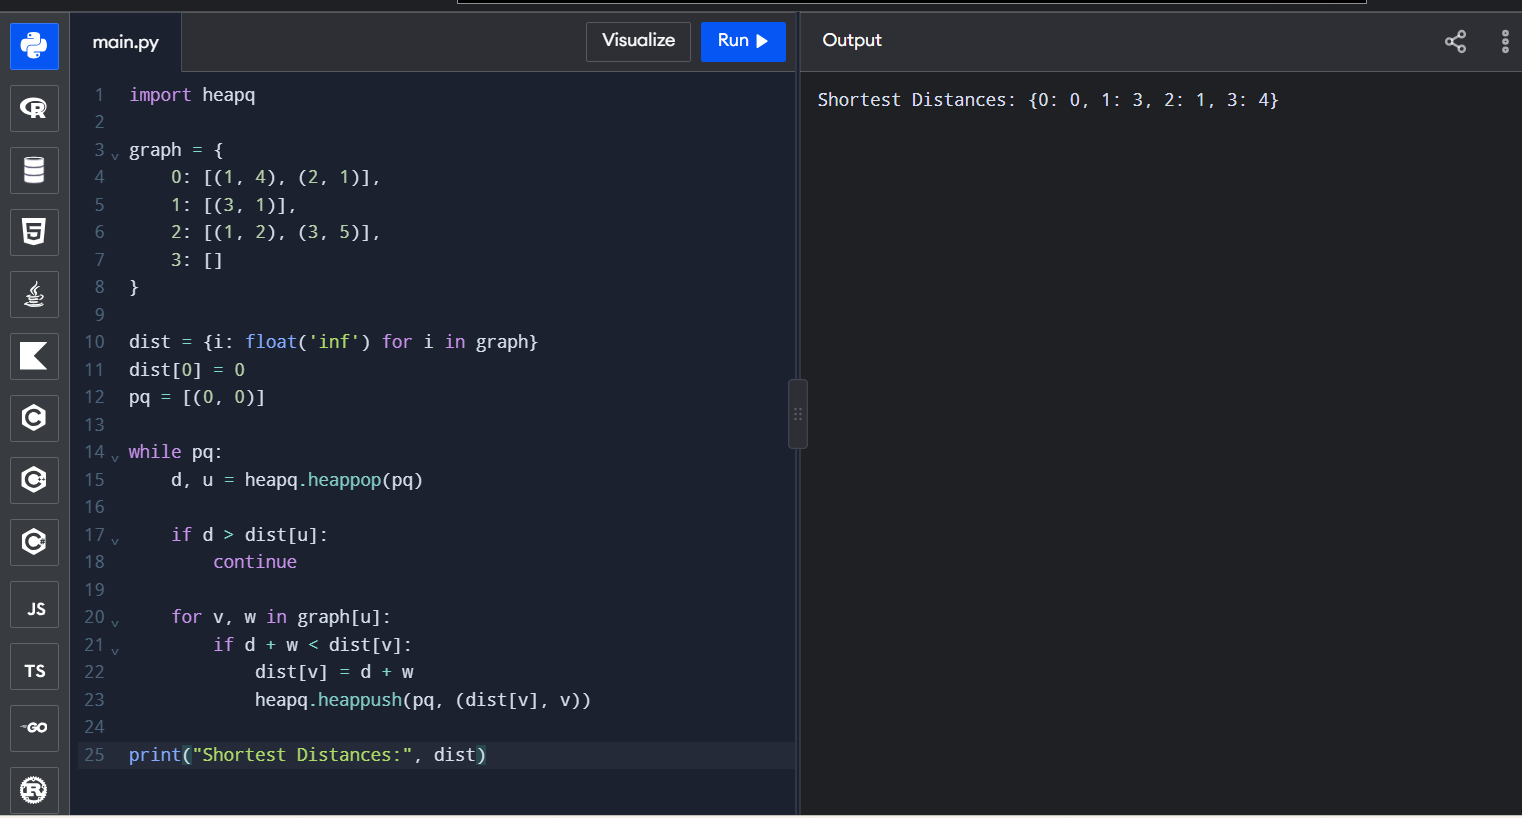 main.py
Visualize
Run
Output
1 import heapq
2
3 graph = {
4     0: [(1, 4), (2, 1)],
5     1: [(3, 1)],
6     2: [(1, 2), (3, 5)],
7     3: []
8 }
9
10 dist = {i: float('inf') for i in graph}
11 dist[0] = 0
12 pq = [(0, 0)]
13
14 while pq:
15     d, u = heapq.heappop(pq)
16
17     if d > dist[u]:
18         continue
19
20     for v, w in graph[u]:
21         if d + w < dist[v]:
22             dist[v] = d + w
23             heapq.heappush(pq, (dist[v], v))
24
25 print("Shortest Distances:", dist)
Shortest Distances: {0: 0, 1: 3, 2: 1, 3: 4}
R
5
C
C
C
JS
TS
GO
R